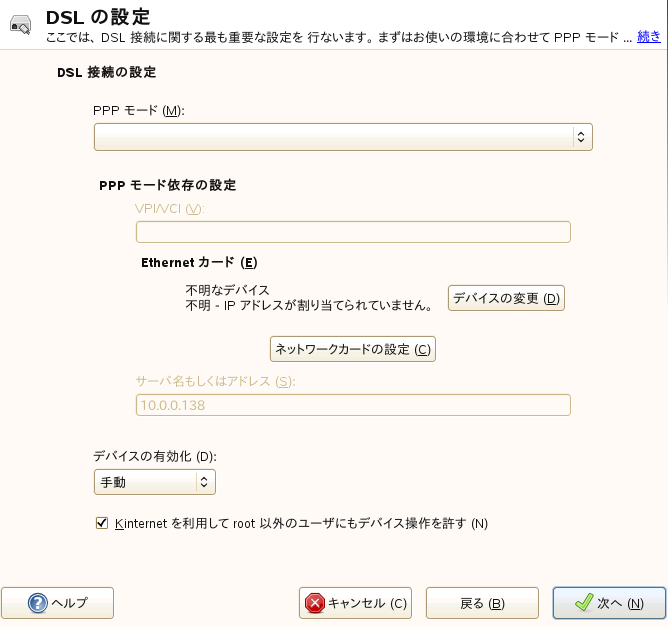 DSL の設定
ここでは、DSL 接続に関する最も重要な設定を 行ないます。まずはお使いの環境に合わせて PPP モード ... 続き
DSL 接続の設定
PPP モード (M):
PPP モード依存の設定
VPI/VCI (V):
Ethernet カード (E)
不明なデバイス
不明 - IP アドレスが割り当てられていません。
デバイスの変更 (D)
ネットワークカードの設定 (C)
サーバ名もしくはアドレス (S):
10.0.0.138
デバイスの有効化 (D):
手動
Kinternet を利用して root 以外のユーザにもデバイス操作を許す (N)
ヘルプ
キャンセル (C)
戻る (B)
次へ (N)